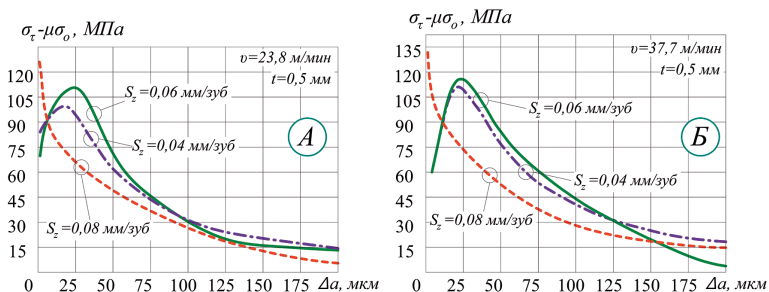 στ-μσo, МПа
υ=23,8 м/мин
t=0,5 мм
120
105
90
75
60
45
30
15
Sz=0,06 мм/зуб
Sz=0,04 мм/зуб
Sz=0,08 мм/зуб
А
0 25 50 75 100 125 150 175 Δa, мкм
στ-μσo, МПа
υ=37,7 м/мин
t=0,5 мм
135
120
105
90
75
60
45
30
15
Sz=0,06 мм/зуб
Sz=0,04 мм/зуб
Sz=0,08 мм/зуб
Б
0 25 50 75 100 125 150 175 Δa, мкм